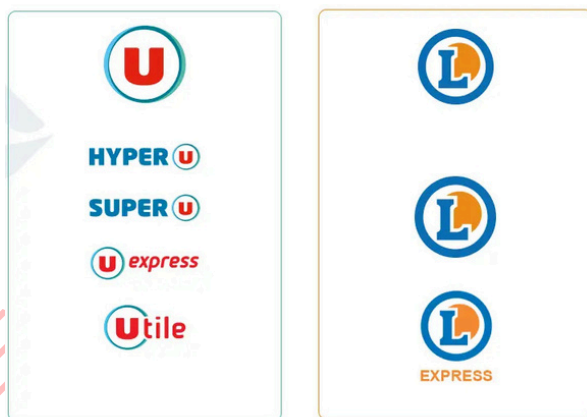 U
HYPER U
SUPER U
U express
Utile
L
L
L
EXPRESS